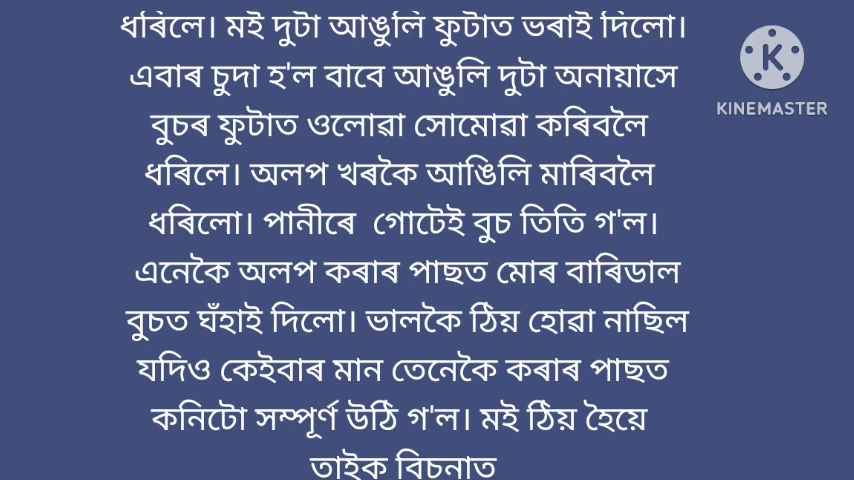 ধৰিলে। মই দুটা আঙুলি ফুটাত ভৰাই দিলো।
এবাৰ চুদা হ'ল বাবে আঙুলি দুটা অনায়াসে
বুচৰ ফুটাত ওলোৱা সোমোৱা কৰিবলৈ
ধৰিলে। অলপ খৰকৈ আঙিলি মাৰিবলৈ
ধৰিলো। পানীৰে গোটেই বুচ তিতি গ'ল।
এনেকৈ অলপ কৰাৰ পাছত মোৰ বাৰিডাল
বুচত ঘঁহাই দিলো। ভালকৈ ঠিয় হোৱা নাছিল
যদিও কেইবাৰ মান তেনেকৈ কৰাৰ পাছত
কনিটো সম্পূৰ্ণ উঠি গ'ল। মই ঠিয় হৈয়ে
তাইক বিচনাত
KINEMASTER